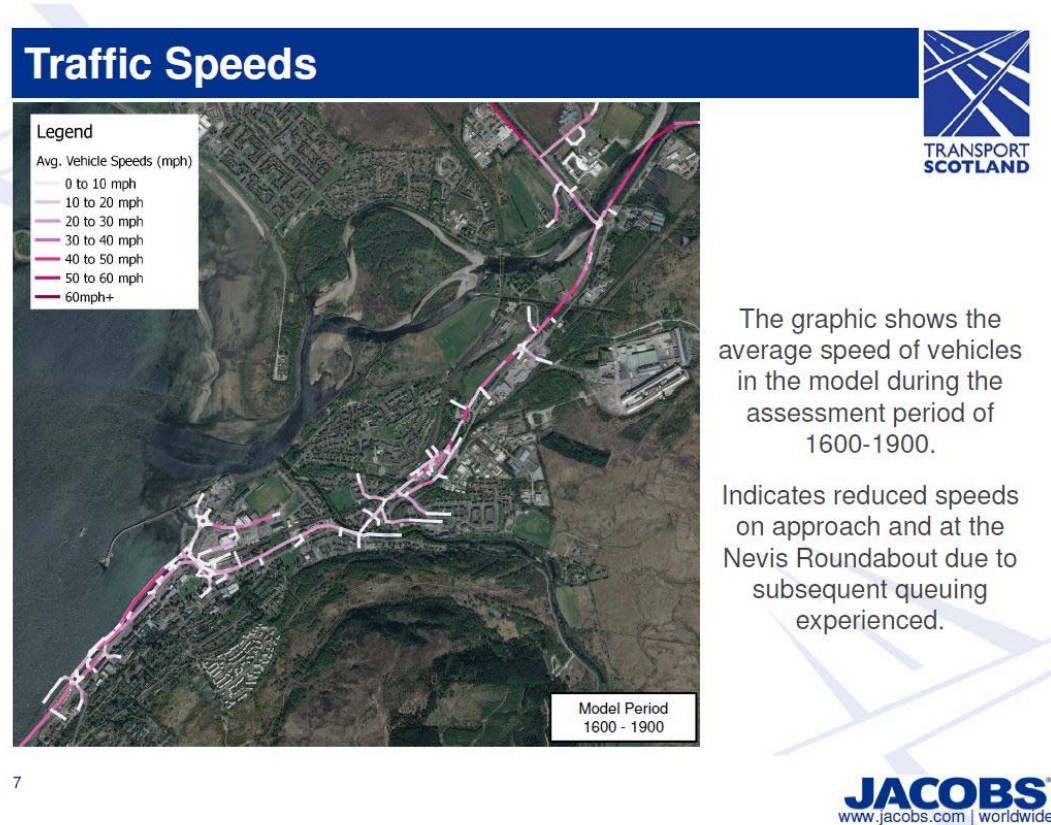 Traffic Speeds
TRANSPORT
SCOTLAND
Legend
Avg. Vehicle Speeds (mph)
0 to 10 mph
10 to 20 mph
20 to 30 mph
30 to 40 mph
40 to 50 mph
50 to 60 mph
60mph+
The graphic shows the
average speed of vehicles
in the model during the
assessment period of
1600-1900.
Indicates reduced speeds
on approach and at the
Nevis Roundabout due to
subsequent queuing
experienced.
Model Period
1600 - 1900
7
JACOBS®
www.jacobs.com | worldwide